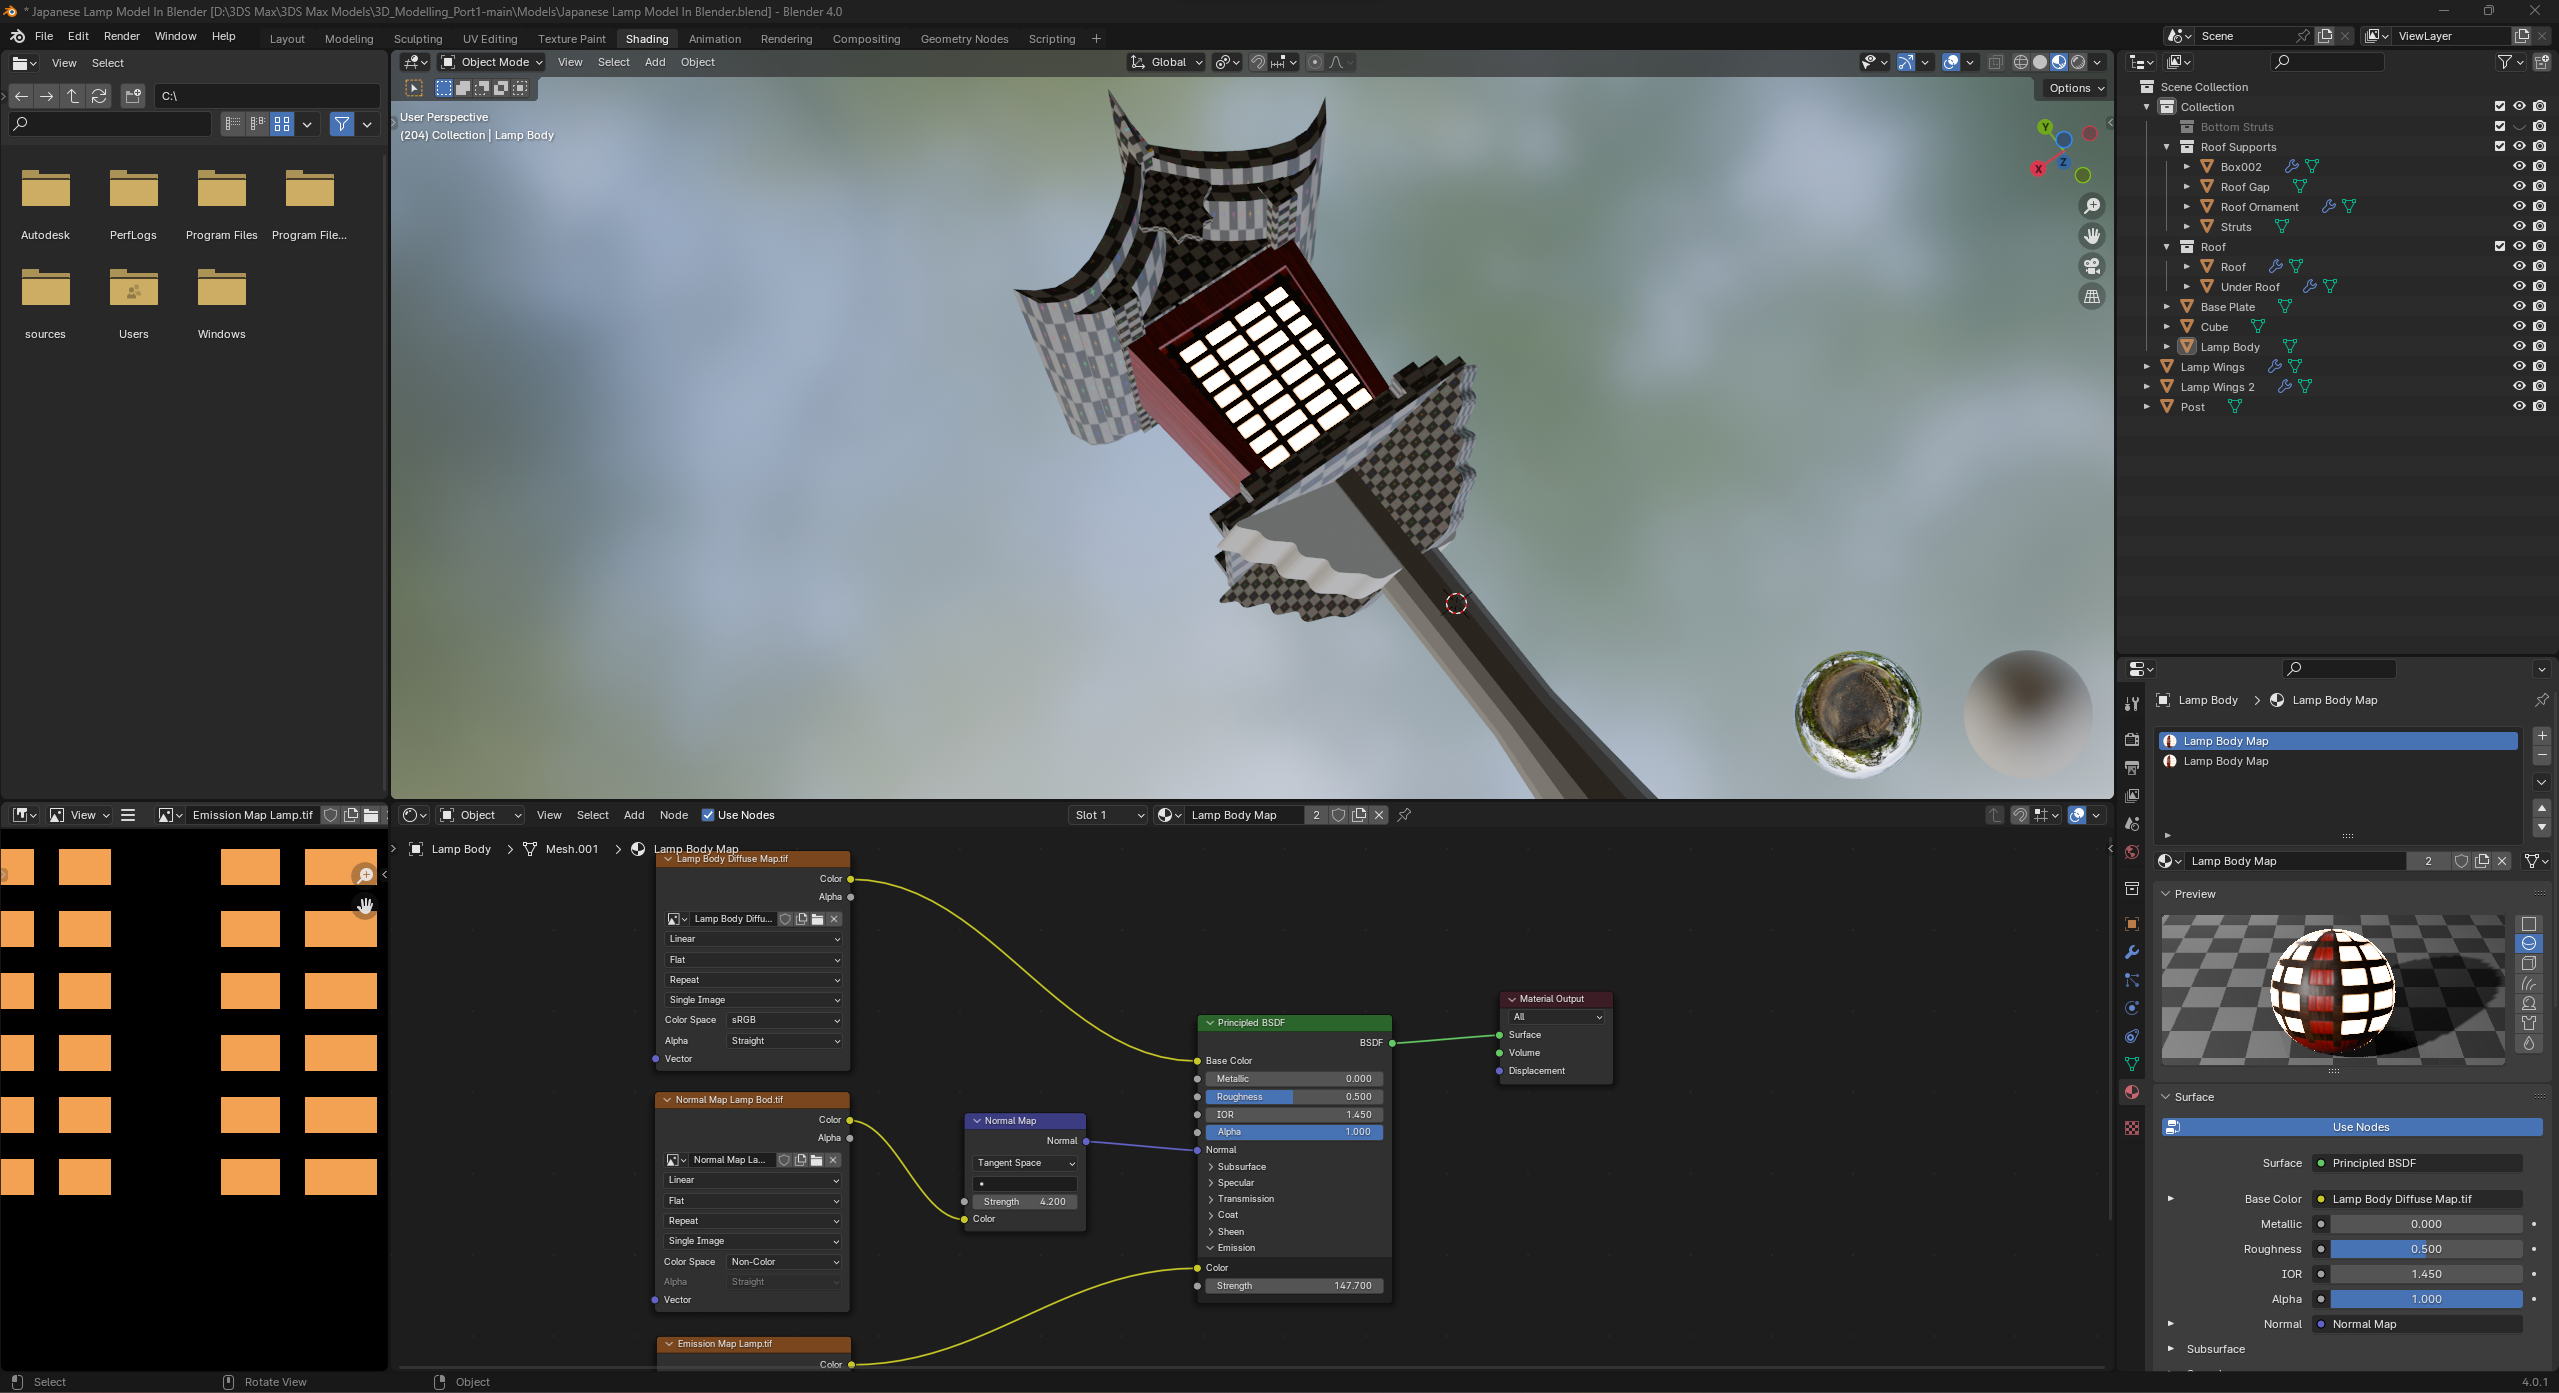 * Japanese Lamp Model In Blender [D:\3DS Max\3DS Max Models\3D_Modelling_Port1-main\Models\Japanese Lamp Model In Blender.blend] - Blender 4.0
File Edit Render Window Help Layout Modeling Sculpting UV Editing Texture Paint Shading Animation Rendering Compositing Geometry Nodes Scripting + Scene ViewLayer
View Select
C:\
Autodesk PerfLogs Program Files Program File...
sources Users Windows
Object Mode View Select Add Object Global
Options
User Perspective
(204) Collection | Lamp Body
Y
X Z
Scene Collection
Collection
Bottom Struts
Roof Supports
Box002
Roof Gap
Roof Ornament
Struts
Roof
Roof
Under Roof
Base Plate
Cube
Lamp Body
Lamp Wings
Lamp Wings 2
Post
Lamp Body > Lamp Body Map
Lamp Body Map
Lamp Body Map
Lamp Body Map 2
Preview
Surface
Use Nodes
Surface Principled BSDF
Base Color Lamp Body Diffuse Map.tif
Metallic 0.000
Roughness 0.500
IOR 1.450
Alpha 1.000
Normal Normal Map
Subsurface
View Emission Map Lamp.tif
Object View Select Add Node Use Nodes Slot 1 Lamp Body Map 2
Lamp Body > Mesh.001 > Lamp Body Map
Lamp Body Diffuse Map.tif
Color
Alpha
Lamp Body Diffu...
Linear
Flat
Repeat
Single Image
Color Space sRGB
Alpha Straight
Vector
Normal Map Lamp Bod.tif
Color
Alpha
Normal Map La...
Linear
Flat
Repeat
Single Image
Color Space Non-Color
Alpha Straight
Vector
Emission Map Lamp.tif
Color
Normal Map
Normal
Tangent Space
Strength 4.200
Color
Principled BSDF
BSDF
Base Color
Metallic 0.000
Roughness 0.500
IOR 1.450
Alpha 1.000
Normal
Subsurface
Specular
Transmission
Coat
Sheen
Emission
Color
Strength 147.700
Material Output
All
Surface
Volume
Displacement
Select Rotate View Object 4.0.1